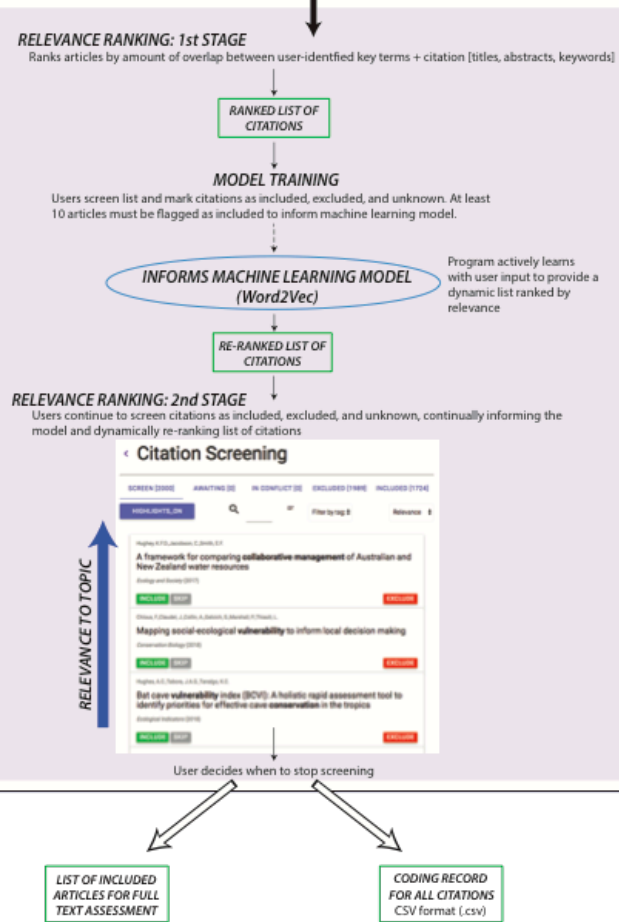 RELEVANCE RANKING: 1st STAGE
Ranks articles by amount of overlap between user-identfied key terms + citation [titles, abstracts, keywords]
RANKED LIST OF
CITATIONS
MODEL TRAINING
Users screen list and mark citations as included, excluded, and unknown. At least
10 articles must be flagged as included to inform machine learning model.
INFORMS MACHINE LEARNING MODEL
(Word2Vec)
Program actively learns
with user input to provide a
dynamic list ranked by
relevance
RE-RANKED LIST OF
CITATIONS
RELEVANCE RANKING: 2nd STAGE
Users continue to screen citations as included, excluded, and unknown, continually informing the
model and dynamically re-ranking list of citations
‹ Citation Screening
SCREEN [2000] AWAITING [0] IN CONFLICT [0] EXCLUDED [1989] INCLUDED [1724]
HIGHLIGHTS_ON or Filter by tag Relevance
RELEVANCE TO TOPIC
A framework for comparing collaborative management of Australian and
New Zealand water resources
Ecology and Society (2017)
INCLUDE SKIP EXCLUDE
Mapping social-ecological vulnerability to inform local decision making
Conservation Biology
INCLUDE SKIP EXCLUDE
Bat cave vulnerability index (BCVI): A holistic rapid assessment tool to
identify priorities for effective cave conservation in the tropics
Ecological Indicators
INCLUDE SKIP EXCLUDE
User decides when to stop screening
LIST OF INCLUDED
ARTICLES FOR FULL
TEXT ASSESSMENT
CODING RECORD
FOR ALL CITATIONS
CSV format (.csv)